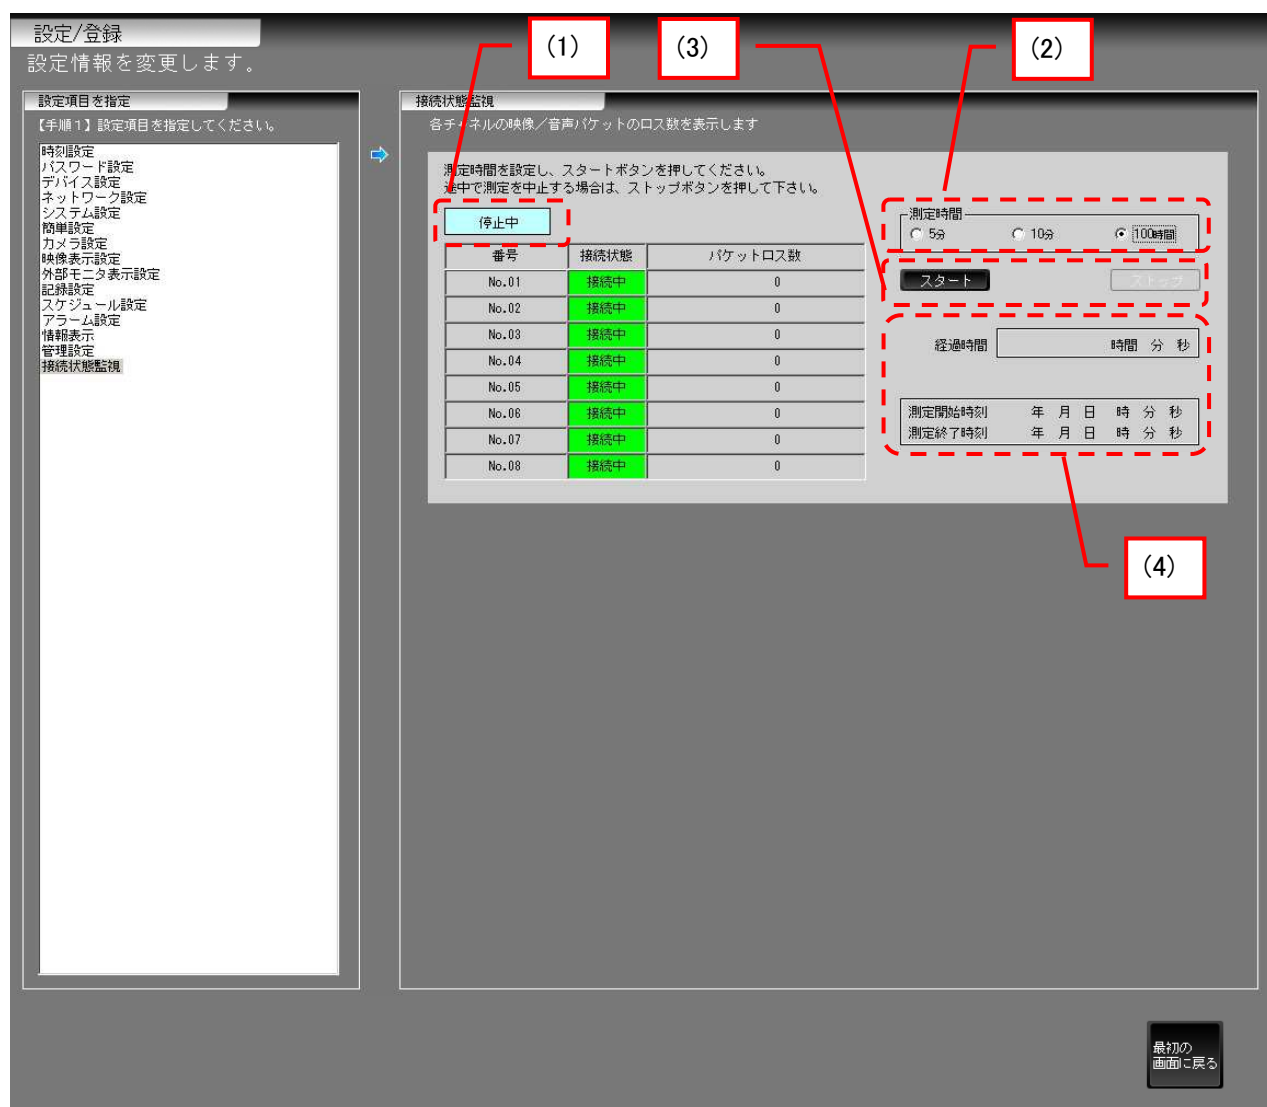 設定/登録
設定情報を変更します。
(1)
(3)
(2)
設定項目を指定
【手順1】設定項目を指定してください。
時刻設定
パスワード設定
デバイス設定
ネットワーク設定
システム設定
簡単設定
カメラ設定
映像表示設定
外部モニタ表示設定
記録設定
スケジュール設定
アラーム設定
情報表示
管理設定
接続状態監視
接続状態監視
各チャネルの映像／音声パケットのロス数を表示します
測定時間を設定し、スタートボタンを押してください。
途中で測定を中止する場合は、ストップボタンを押して下さい。
停止中
番号 接続状態 パケットロス数
No.01 接続中 0
No.02 接続中 0
No.03 接続中 0
No.04 接続中 0
No.05 接続中 0
No.06 接続中 0
No.07 接続中 0
No.08 接続中 0
測定時間
5分 10分 100時間
スタート ストップ
経過時間 時間 分 秒
測定開始時刻 年 月 日 時 分 秒
測定終了時刻 年 月 日 時 分 秒
(4)
最初の
画面に戻る